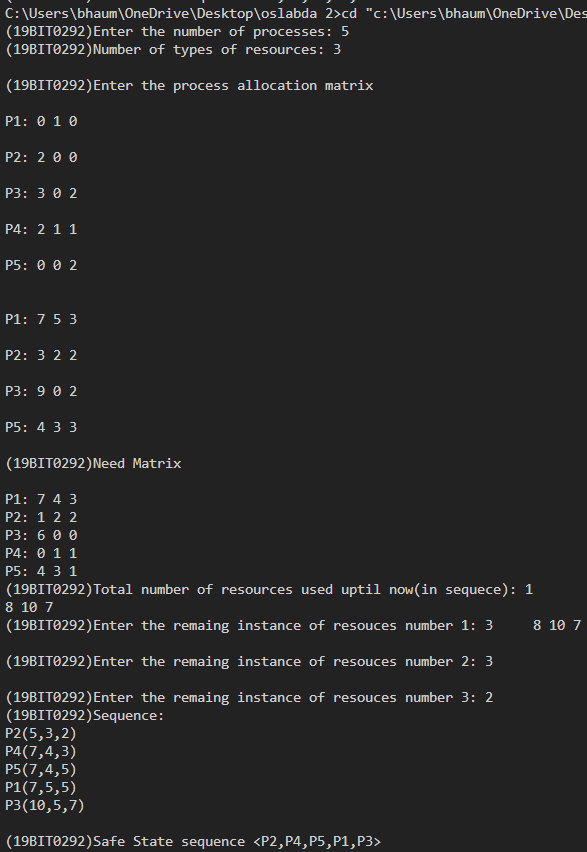 C:\Users\bhaum\OneDrive\Desktop\oslabda 2>cd "c:\Users\bhaum\OneDrive\Des
(19BIT0292)Enter the number of processes: 5
(19BIT0292)Number of types of resources: 3
(19BIT0292)Enter the process allocation matrix
P1: 0 1 0
P2: 2 0 0
P3: 3 0 2
P4: 2 1 1
P5: 0 0 2
P1: 7 5 3
P2: 3 2 2
P3: 9 0 2
P5: 4 3 3
(19BIT0292)Need Matrix
P1: 7 4 3
P2: 1 2 2
P3: 6 0 0
P4: 0 1 1
P5: 4 3 1
(19BIT0292)Total number of resources used uptil now(in sequece): 1
8 10 7
(19BIT0292)Enter the remaing instance of resouces number 1: 3     8 10 7
(19BIT0292)Enter the remaing instance of resouces number 2: 3
(19BIT0292)Enter the remaing instance of resouces number 3: 2
(19BIT0292)Sequence:
P2(5,3,2)
P4(7,4,3)
P5(7,4,5)
P1(7,5,5)
P3(10,5,7)
(19BIT0292)Safe State sequence <P2,P4,P5,P1,P3>